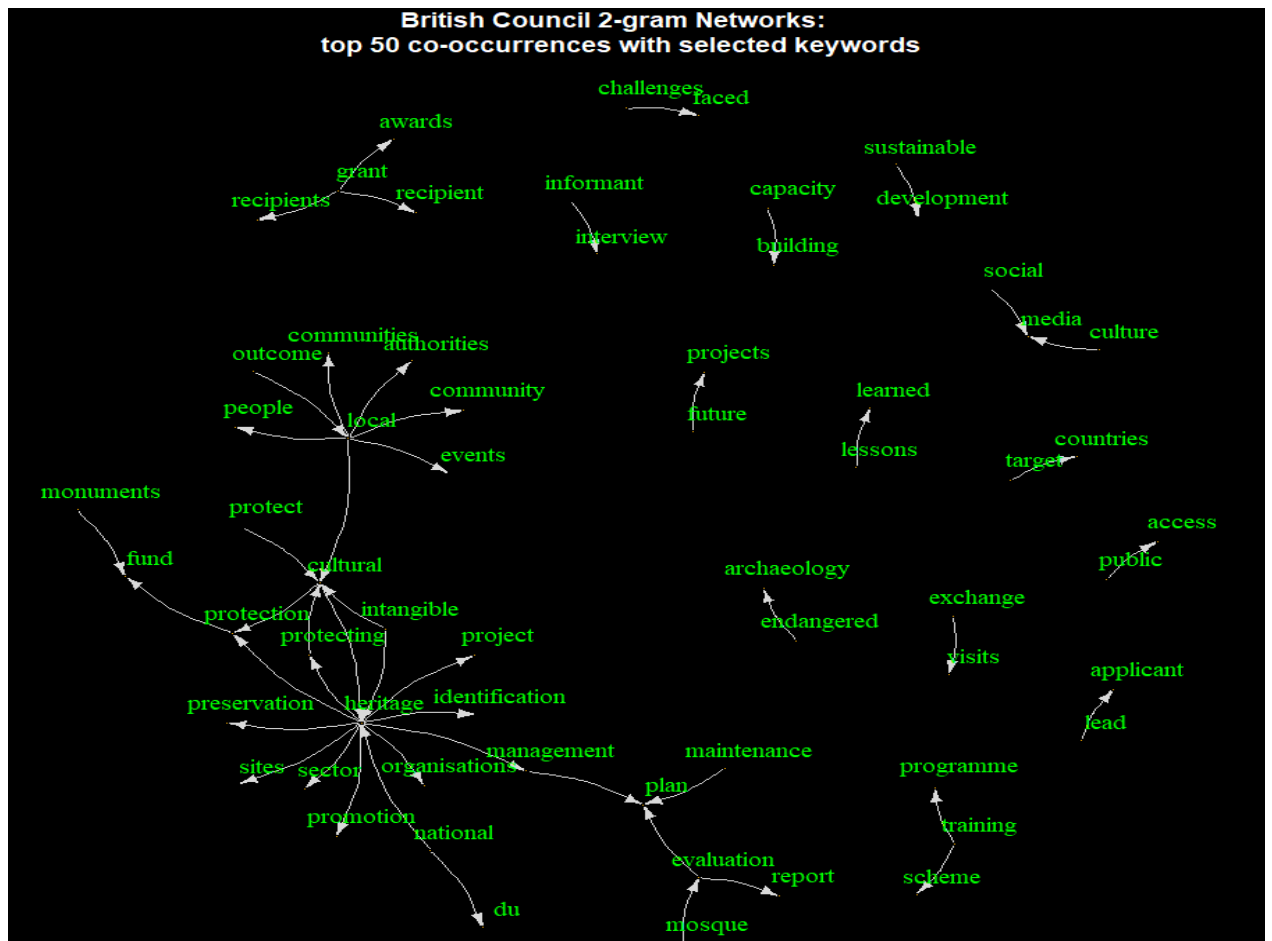 British Council 2-gram Networks:
top 50 co-occurrences with selected keywords
challenges
faced
awards
sustainable
grant
informant
capacity
recipient
recipients
development
interview
building
social
media
culture
communities
authorities
outcome
projects
community
learned
people
future
local
countries
lessons
events
target
monuments
protect
access
fund
public
cultural
archaeology
exchange
intangible
protection
endangered
protecting
project
visits
applicant
identification
preservation
heritage
lead
management
maintenance
sites
sector
organisations
programme
plan
promotion
training
national
evaluation
report
scheme
du
mosque